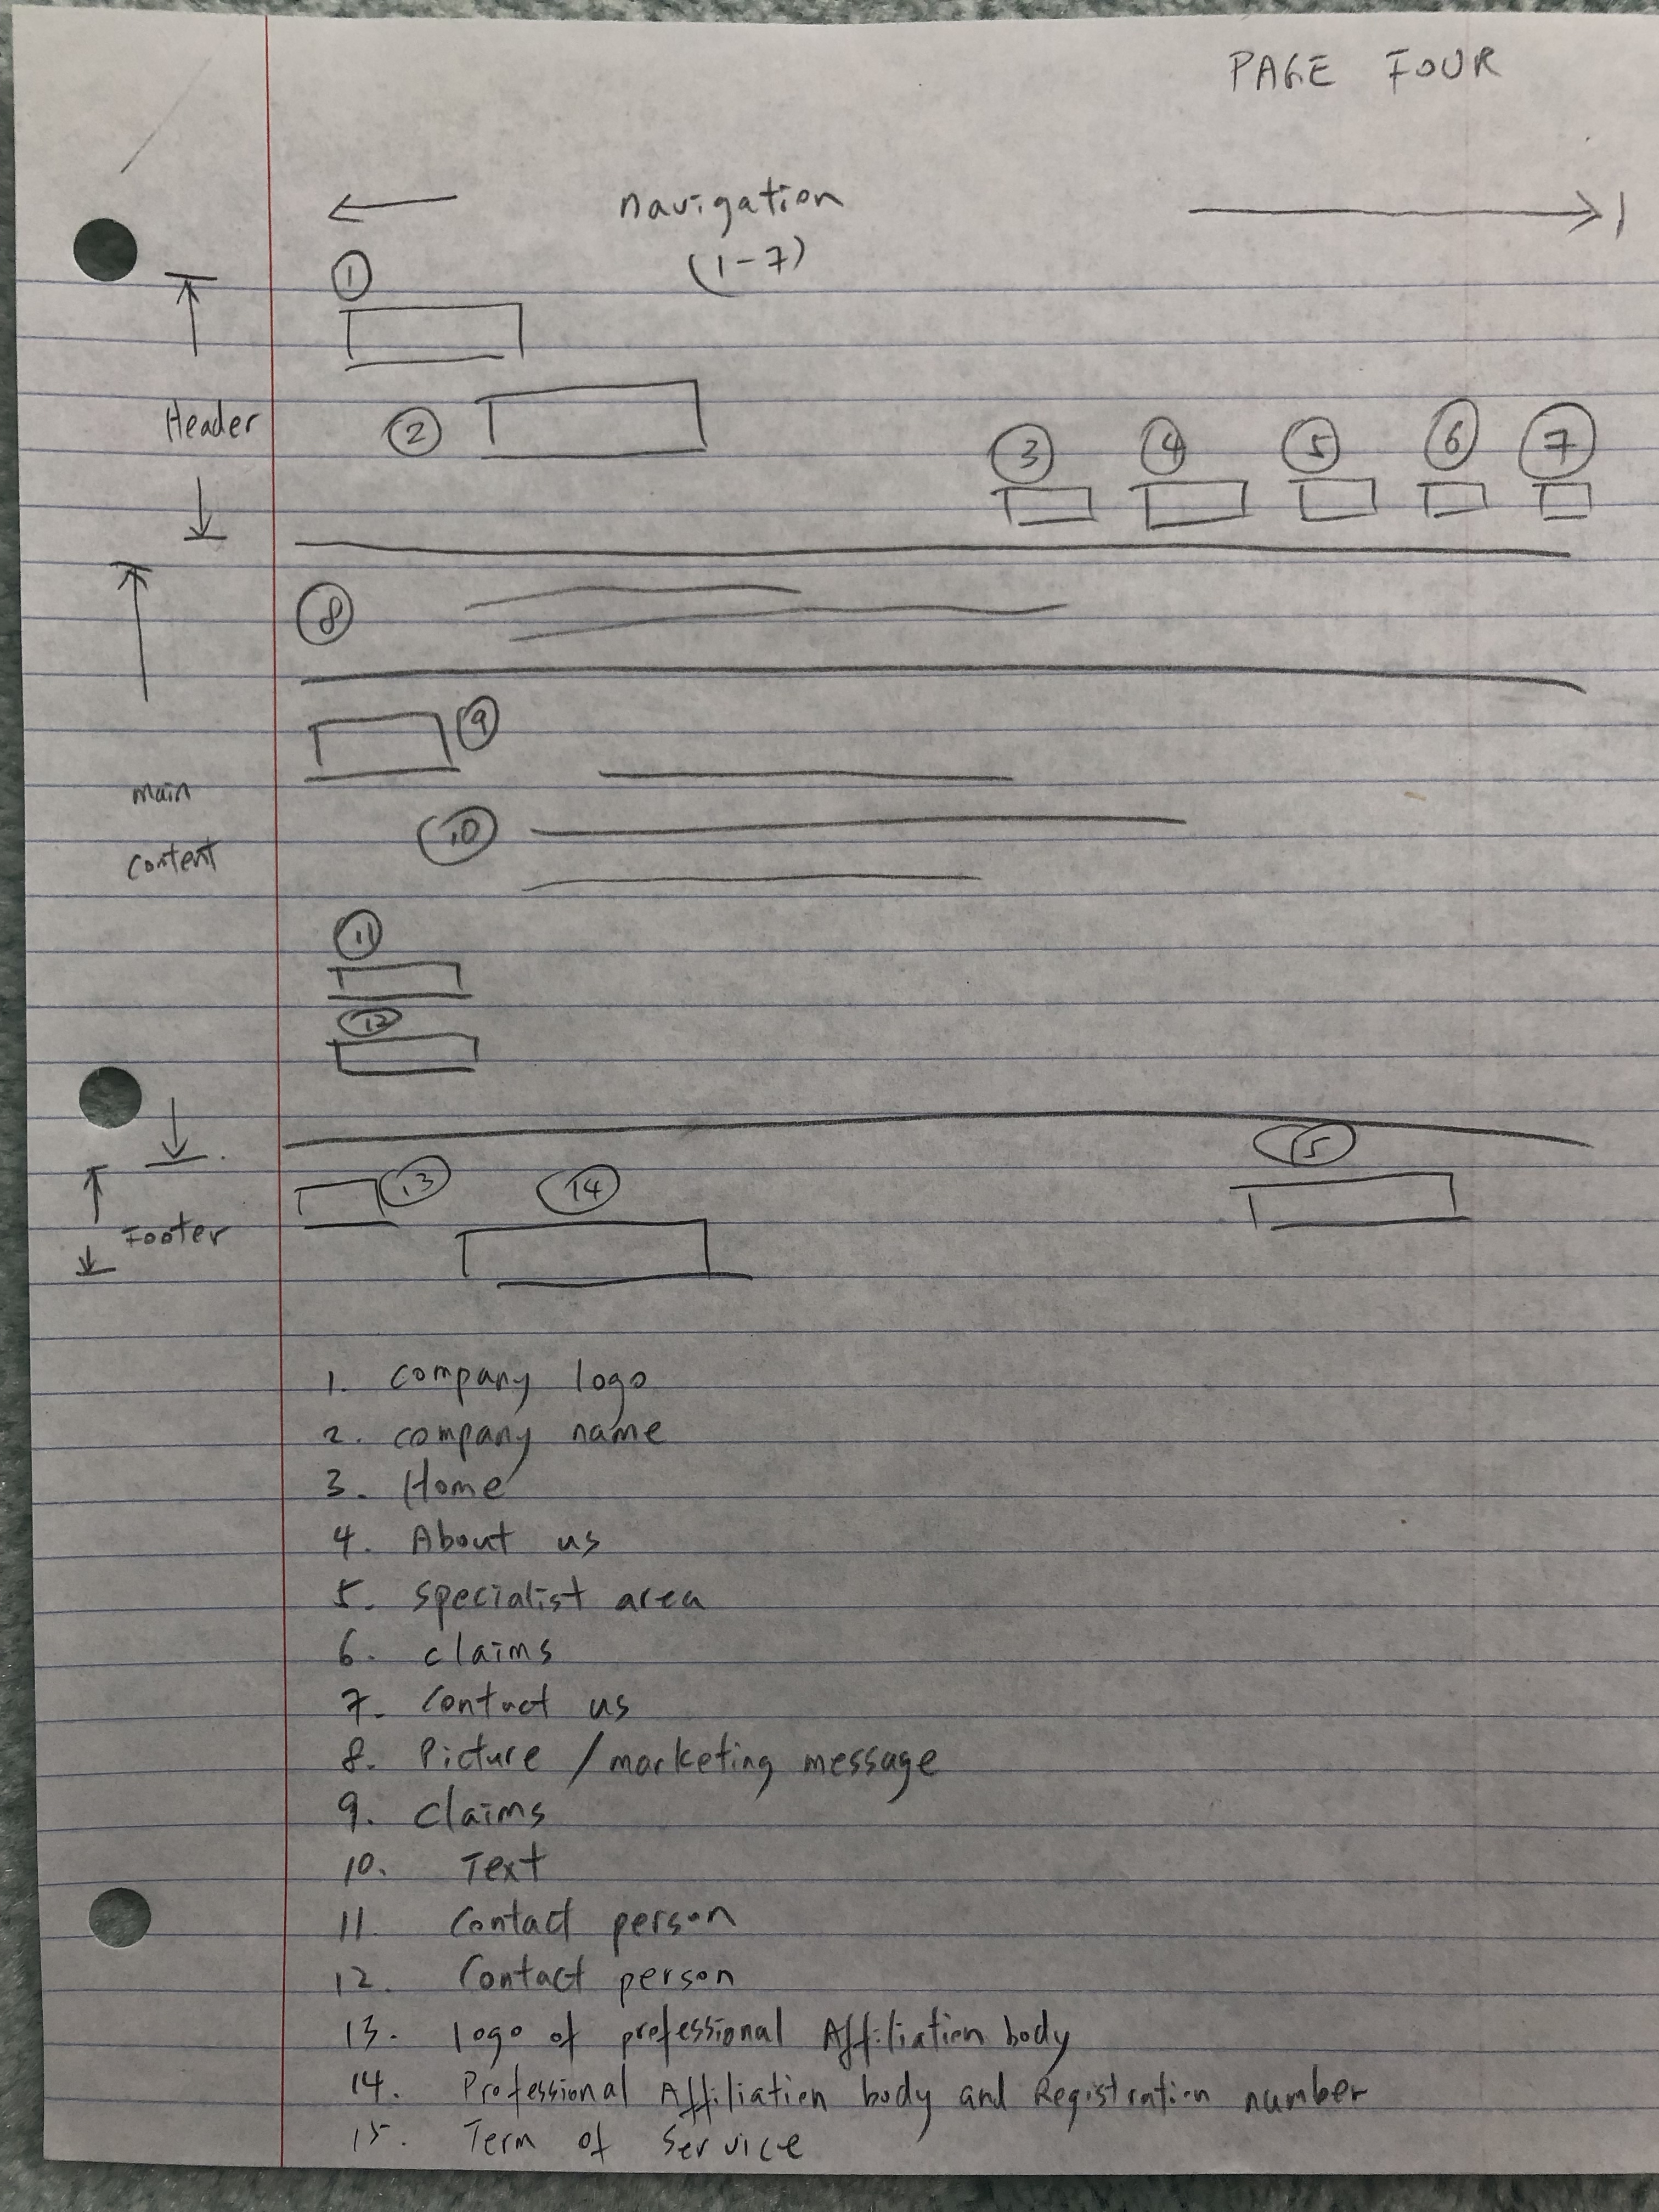 PAGE FOUR
navigation
(1-7)
1
Header
2
3 4 5 6 7
8
9
main
10
content
11
12
15
13 14
Footer
1. company logo
2. company name
3. Home
4. About us
5. specialist area
6. claims
7. Contact us
8. Picture / marketing message
9. claims
10. Text
11. Contact person
12. Contact person
13. logo of professional Affiliation body
14. Professional Affiliation body and Registration number
15. Term of Service